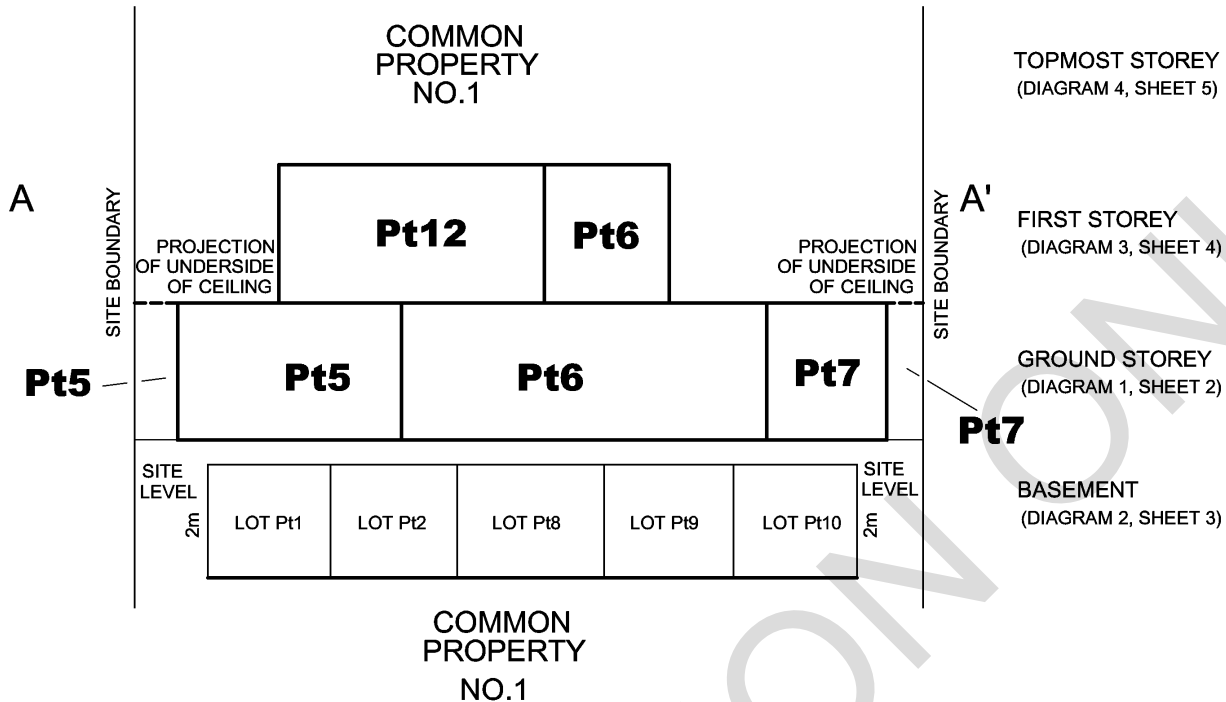 COMMON
PROPERTY
NO.1
TOPMOST STOREY
(DIAGRAM 4, SHEET 5)
A
SITE BOUNDARY
PROJECTION
OF UNDERSIDE
OF CEILING
Pt12
Pt6
PROJECTION
OF UNDERSIDE
OF CEILING
SITE BOUNDARY
A'
FIRST STOREY
(DIAGRAM 3, SHEET 4)
Pt5
Pt5
Pt6
Pt7
Pt7
GROUND STOREY
(DIAGRAM 1, SHEET 2)
SITE
LEVEL
2m
LOT Pt1
LOT Pt2
LOT Pt8
LOT Pt9
LOT Pt10
SITE
LEVEL
2m
BASEMENT
(DIAGRAM 2, SHEET 3)
COMMON
PROPERTY
NO.1